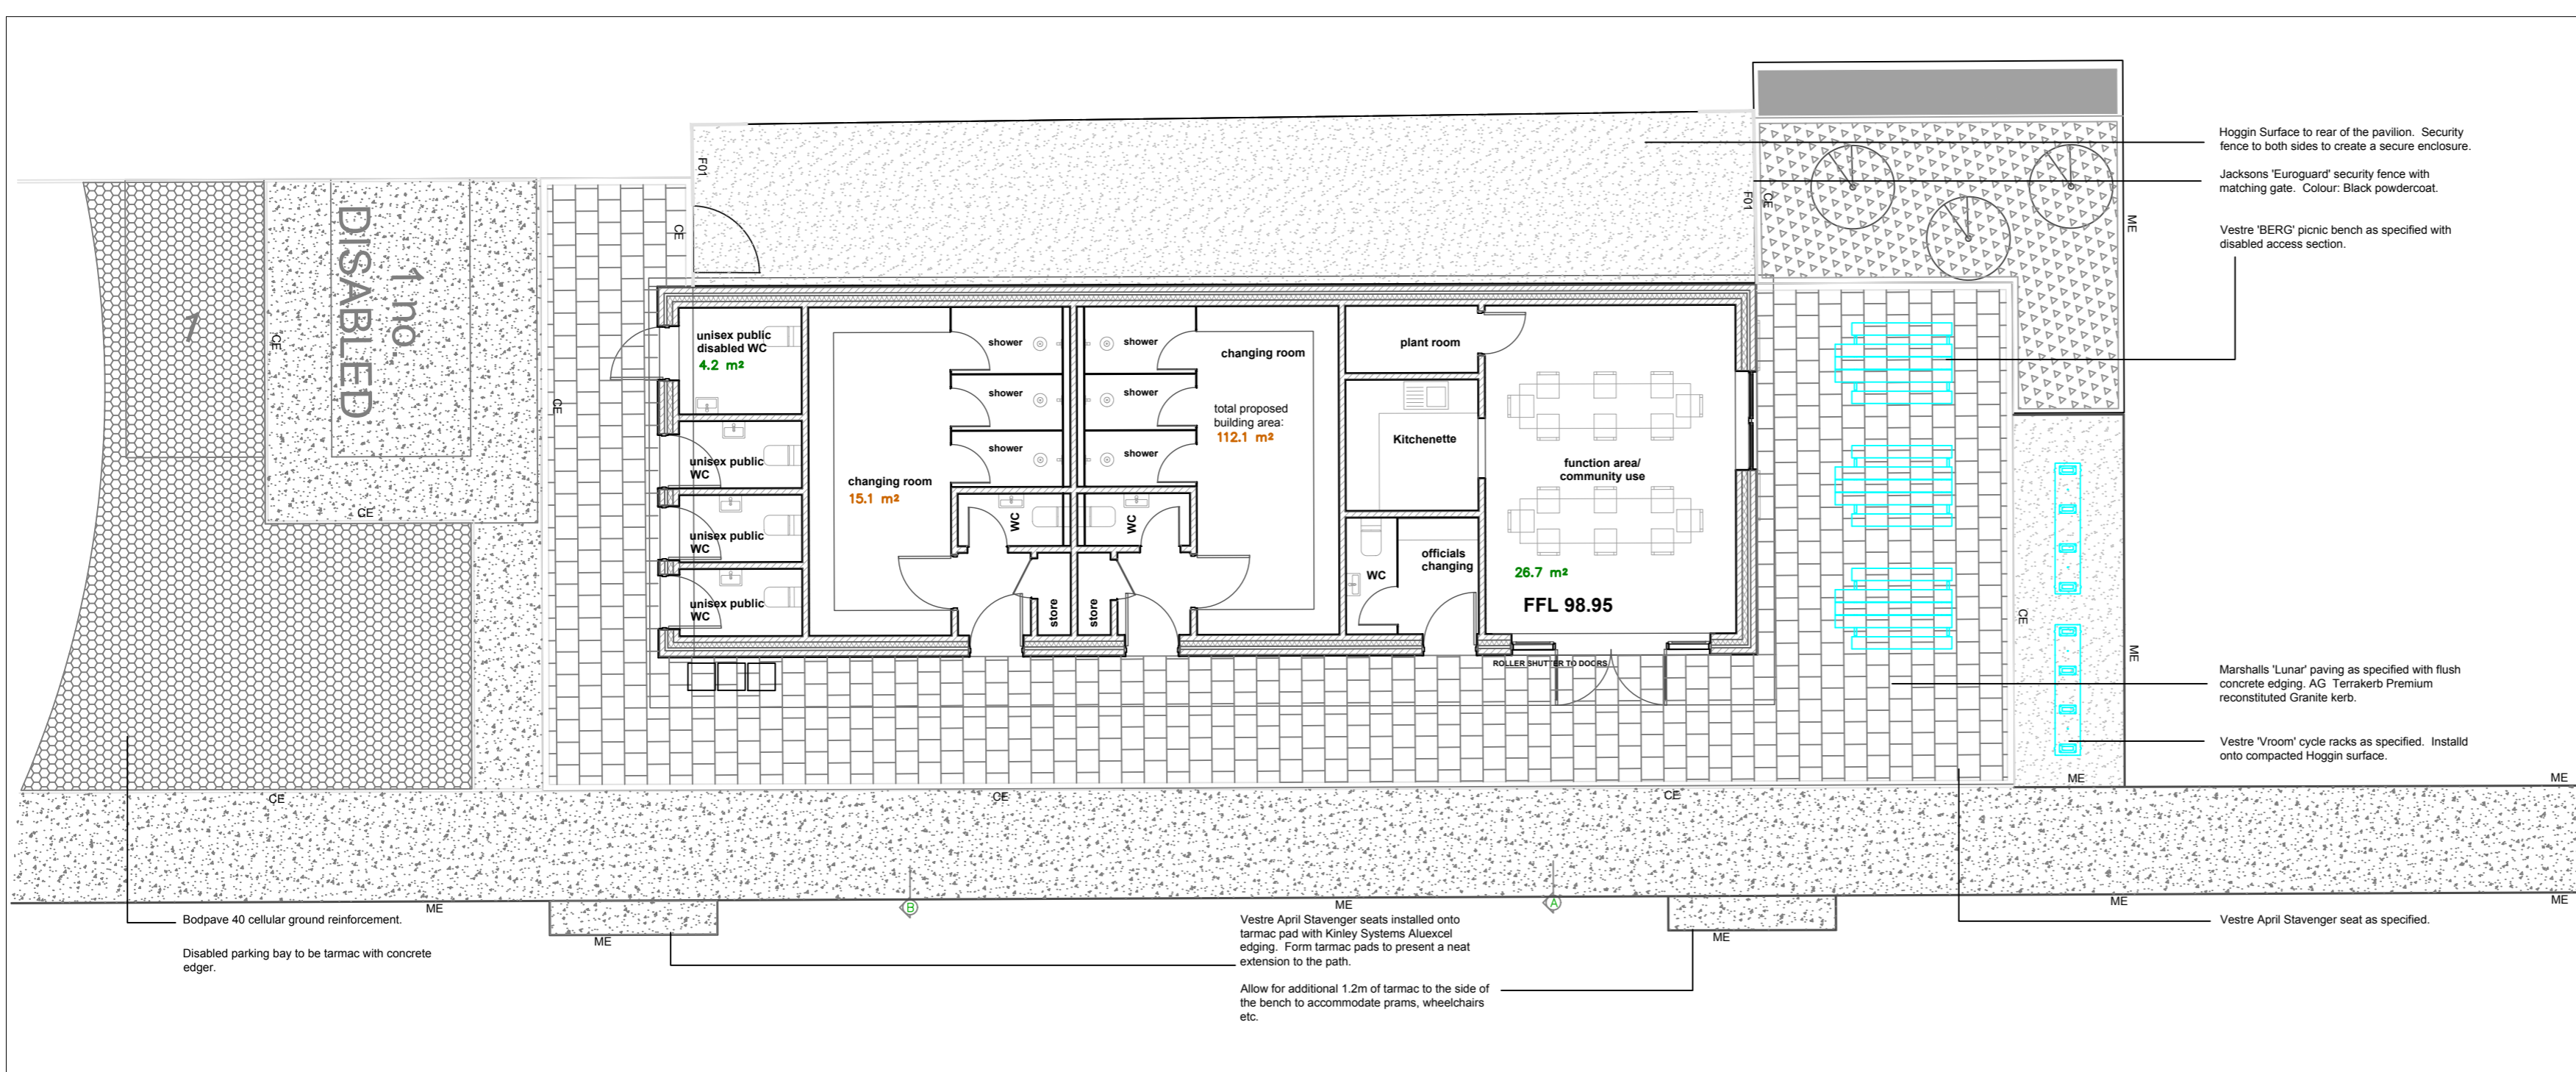 Hoggin Surface to rear of the pavilion. Security
fence to both sides to create a secure enclosure.
Jacksons 'Euroguard' security fence with
matching gate. Colour: Black powdercoat.
Vestre 'BERG' picnic bench as specified with
disabled access section.
F01
F01
CE
CE
ME
1
1 no.
DISABLED
CE
CE
CE
unisex public
disabled WC
4.2 m²
unisex public
WC
unisex public
WC
unisex public
WC
changing room
15.1 m²
shower
shower
shower
shower
shower
shower
changing room
total proposed
building area:
112.1 m²
WC
WC
store
store
plant room
Kitchenette
WC
officials
changing
function area/
community use
26.7 m²
FFL 98.95
ROLLER SHUTTER TO DOORS
CE
ME
Marshalls 'Lunar' paving as specified with flush
concrete edging. AG Terrakerb Premium
reconstituted Granite kerb.
Vestre 'Vroom' cycle racks as specified. Installd
onto compacted Hoggin surface.
ME
ME
CE
CE
CE
ME
ME
ME
ME
B
A
ME
ME
Bodpave 40 cellular ground reinforcement.
Disabled parking bay to be tarmac with concrete
edger.
Vestre April Stavenger seats installed onto
tarmac pad with Kinley Systems Aluexcel
edging. Form tarmac pads to present a neat
extension to the path.
Allow for additional 1.2m of tarmac to the side of
the bench to accommodate prams, wheelchairs
etc.
Vestre April Stavenger seat as specified.